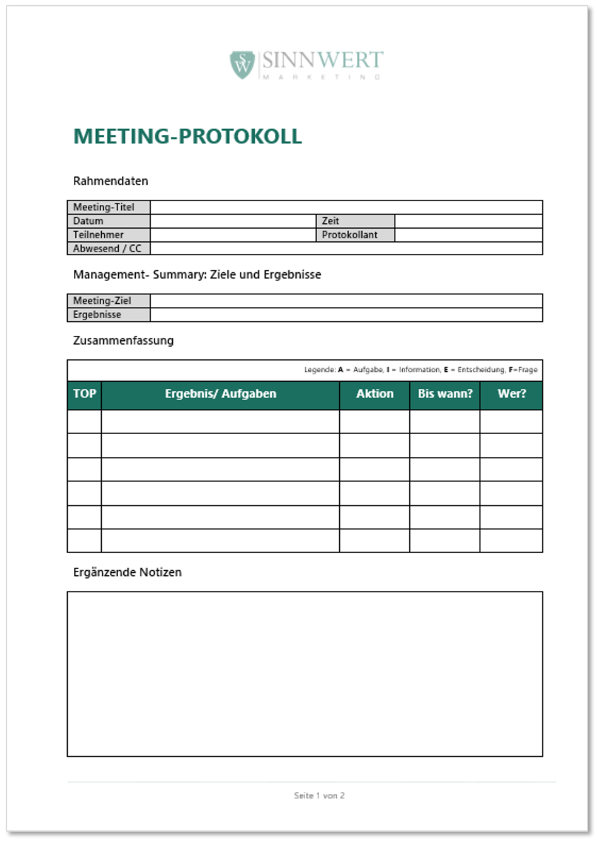 SW SINNWERT
MARKETING
MEETING-PROTOKOLL
Rahmendaten
Meeting-Titel
Datum Zeit
Teilnehmer Protokollant
Abwesend / CC
Management- Summary: Ziele und Ergebnisse
Meeting-Ziel
Ergebnisse
Zusammenfassung
Legende: A = Aufgabe, I = Information, E = Entscheidung, F=Frage
TOP Ergebnis/ Aufgaben Aktion Bis wann? Wer?
Ergänzende Notizen
Seite 1 von 2